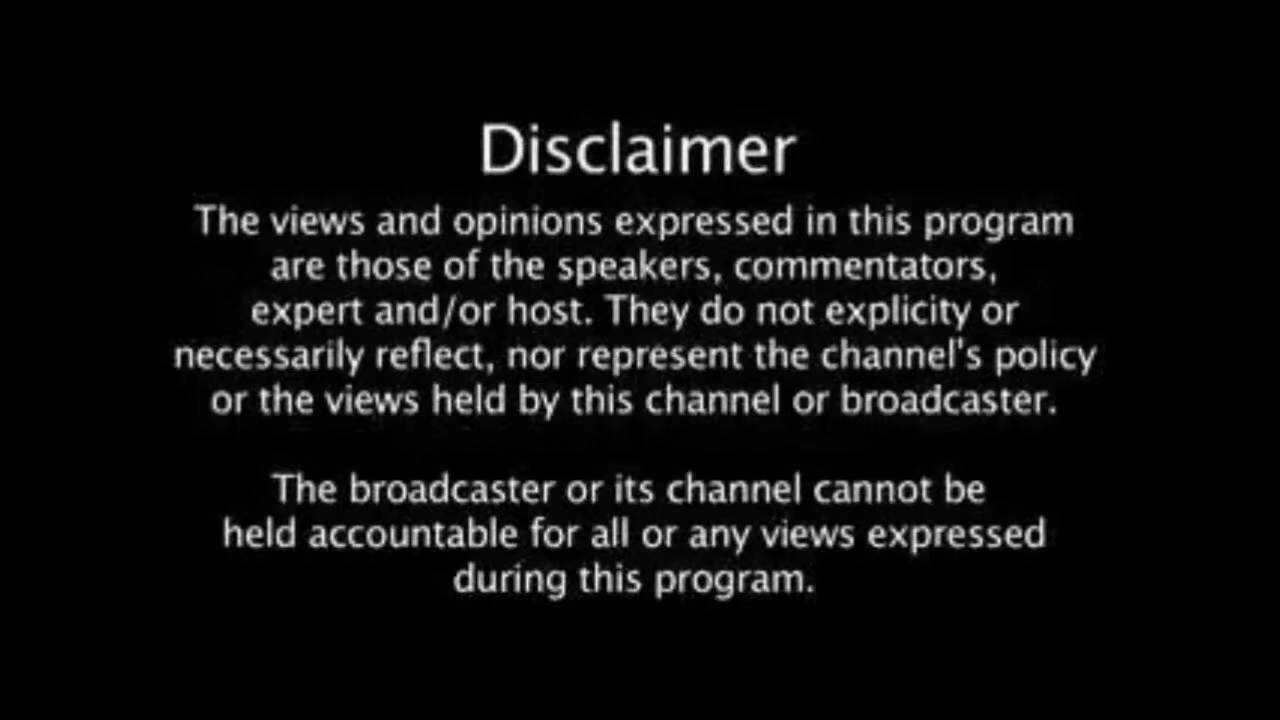 Disclaimer
The views and opinions expressed in this program
are those of the speakers, commentators,
expert and/or host. They do not explicity or
necessarily reflect, nor represent the channel's policy
or the views held by this channel or broadcaster.
The broadcaster or its channel cannot be
held accountable for all or any views expressed
during this program.